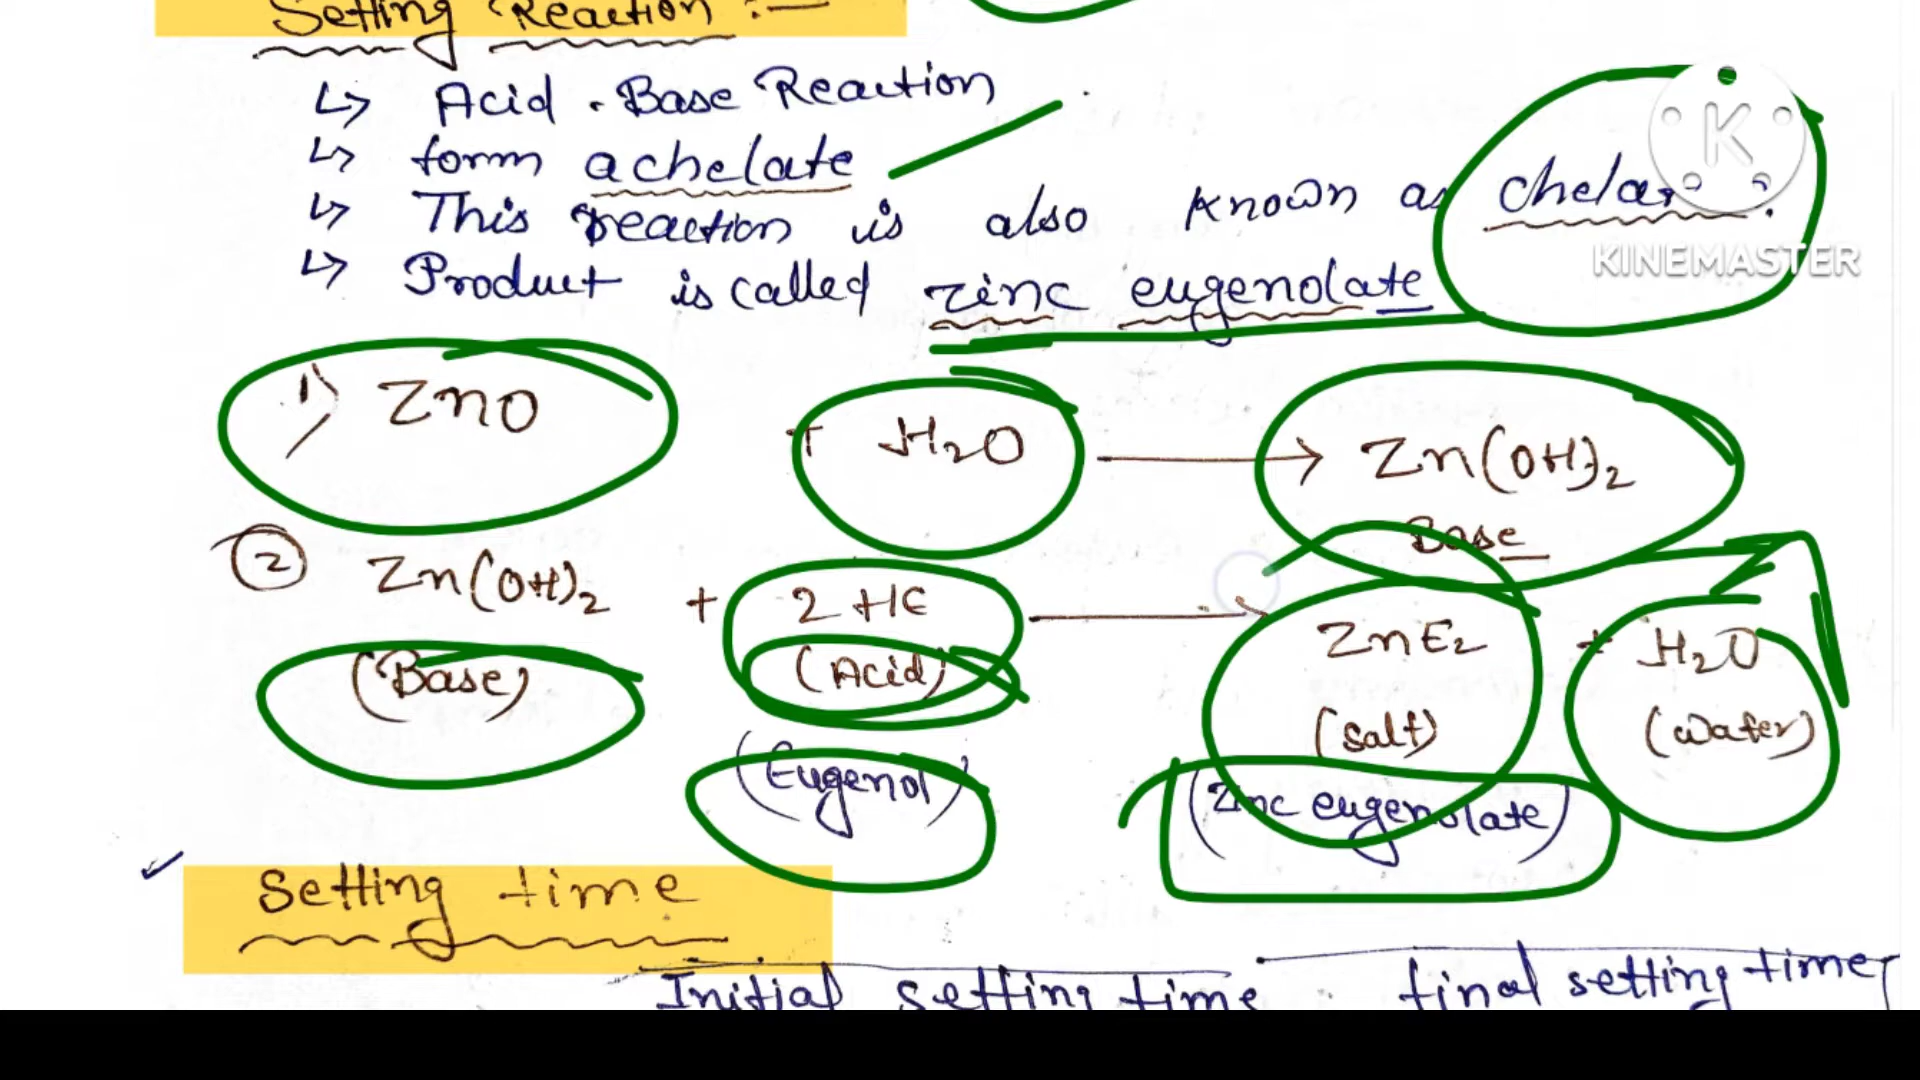 Setting Reaction :-
↳ Acid . Base Reaction
↳ form a chelate
↳ This reaction is also known as
↳ Product is called zinc eugenolate
K
KINEMASTER
1) ZnO + H₂O → Zn(OH)₂
Base
② Zn(OH)₂ + 2 HE → ZnE₂ + H₂O
(Base) (Acid) (salt) (water)
(Eugenol) (Zinc eugenolate)
✓ Setting time
Initial setting time. final setting time